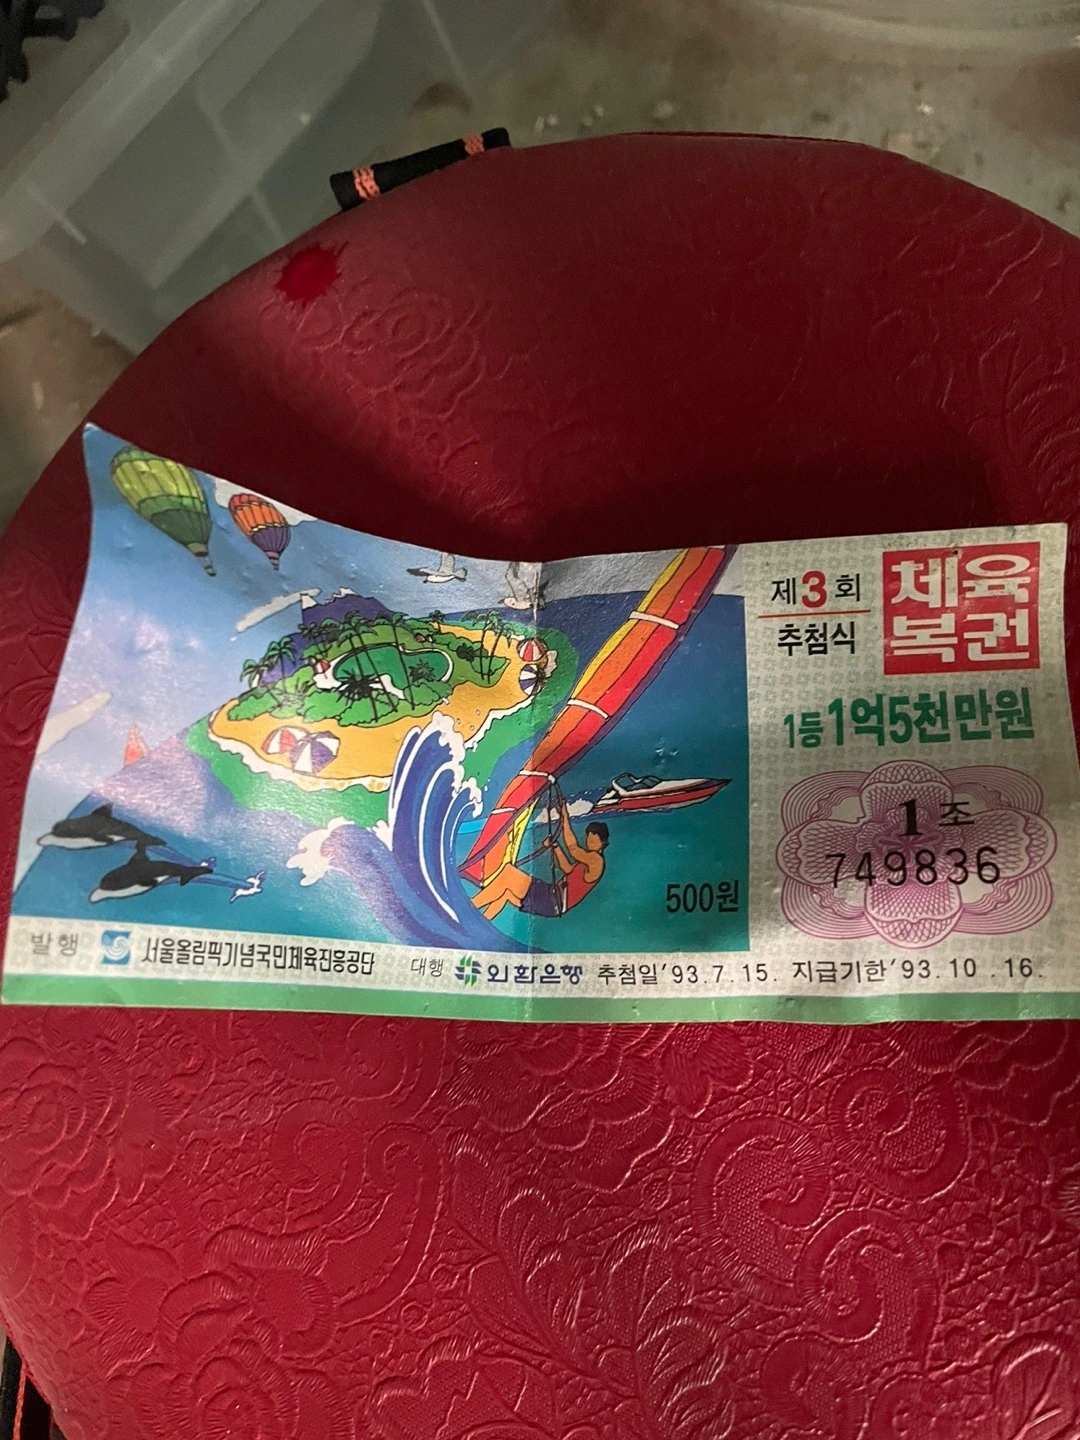 제3회
추첨식
체육
복권
1등 1억5천만원
1조
749836
500원
발행 서울올림픽기념국민체육진흥공단 대행 외환은행 추첨일'93.7.15. 지급기한'93.10.16.